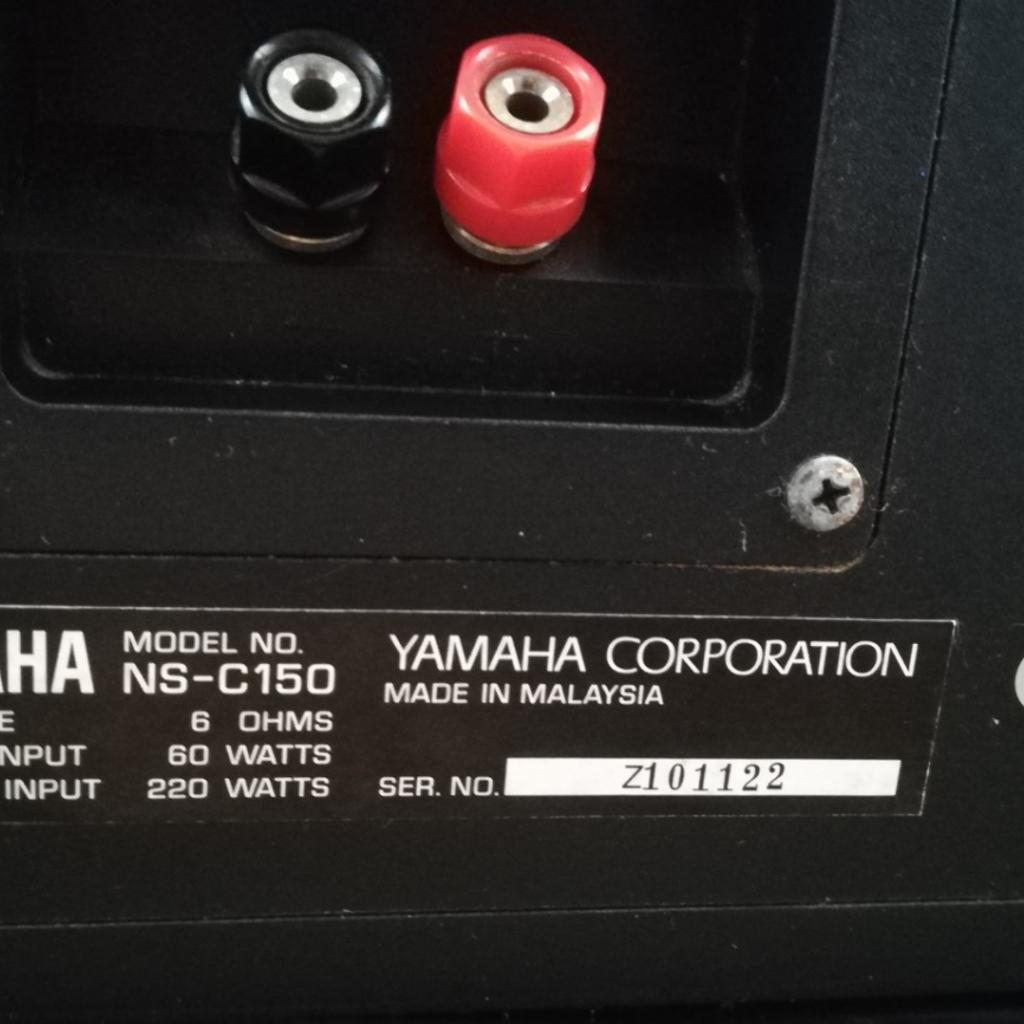 AHA MODEL NO. YAMAHA CORPORATION
NS-C150 MADE IN MALAYSIA
E 6 OHMS
NPUT 60 WATTS
INPUT 220 WATTS SER. NO. Z101122